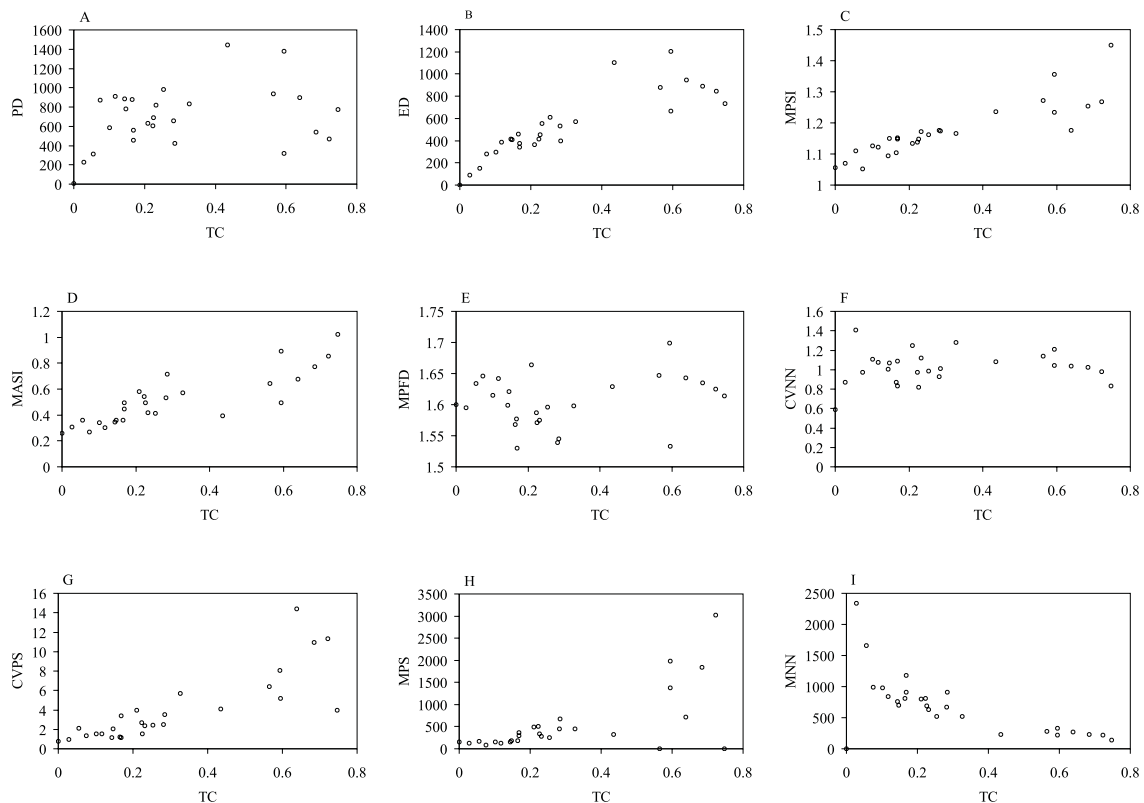 A
PD
1600
1400
1200
1000
800
600
400
200
0
0 0.2 0.4 0.6 0.8
TC
B
ED
1400
1200
1000
800
600
400
200
0
0 0.2 0.4 0.6 0.8
TC
C
MPSI
1.5
1.4
1.3
1.2
1.1
1
0 0.2 0.4 0.6 0.8
TC
D
MASI
1.2
1
0.8
0.6
0.4
0.2
0
0 0.2 0.4 0.6 0.8
TC
E
MPFD
1.75
1.7
1.65
1.6
1.55
1.5
0 0.2 0.4 0.6 0.8
TC
F
CVNN
1.6
1.4
1.2
1
0.8
0.6
0.4
0.2
0
0 0.2 0.4 0.6 0.8
TC
G
CVPS
16
14
12
10
8
6
4
2
0
0 0.2 0.4 0.6 0.8
TC
H
MPS
3500
3000
2500
2000
1500
1000
500
0
0 0.2 0.4 0.6 0.8
TC
I
MNN
2500
2000
1500
1000
500
0
0 0.2 0.4 0.6 0.8
TC